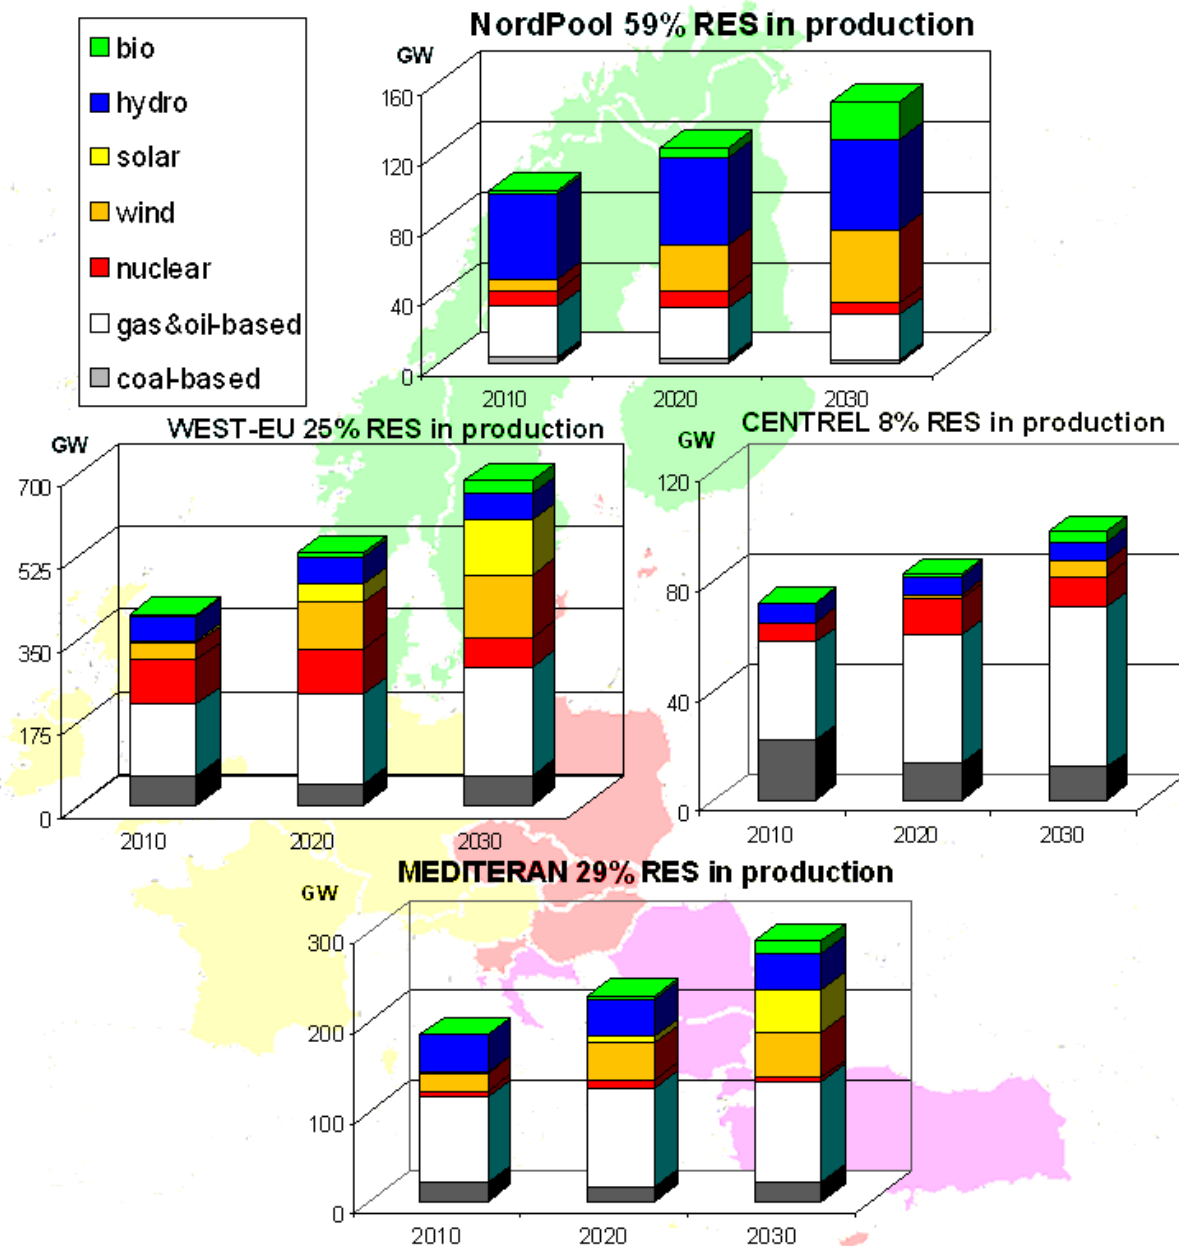 NordPool 59% RES in production
bio
hydro
solar
wind
nuclear
gas&oil-based
coal-based
GW
160
120
80
40
0
2010 2020 2030
WEST-EU 25% RES in production
GW
700
525
350
175
0
2010 2020 2030
CENTREL 8% RES in production
GW
120
80
40
0
2010 2020 2030
MEDITERAN 29% RES in production
GW
300
200
100
0
2010 2020 2030